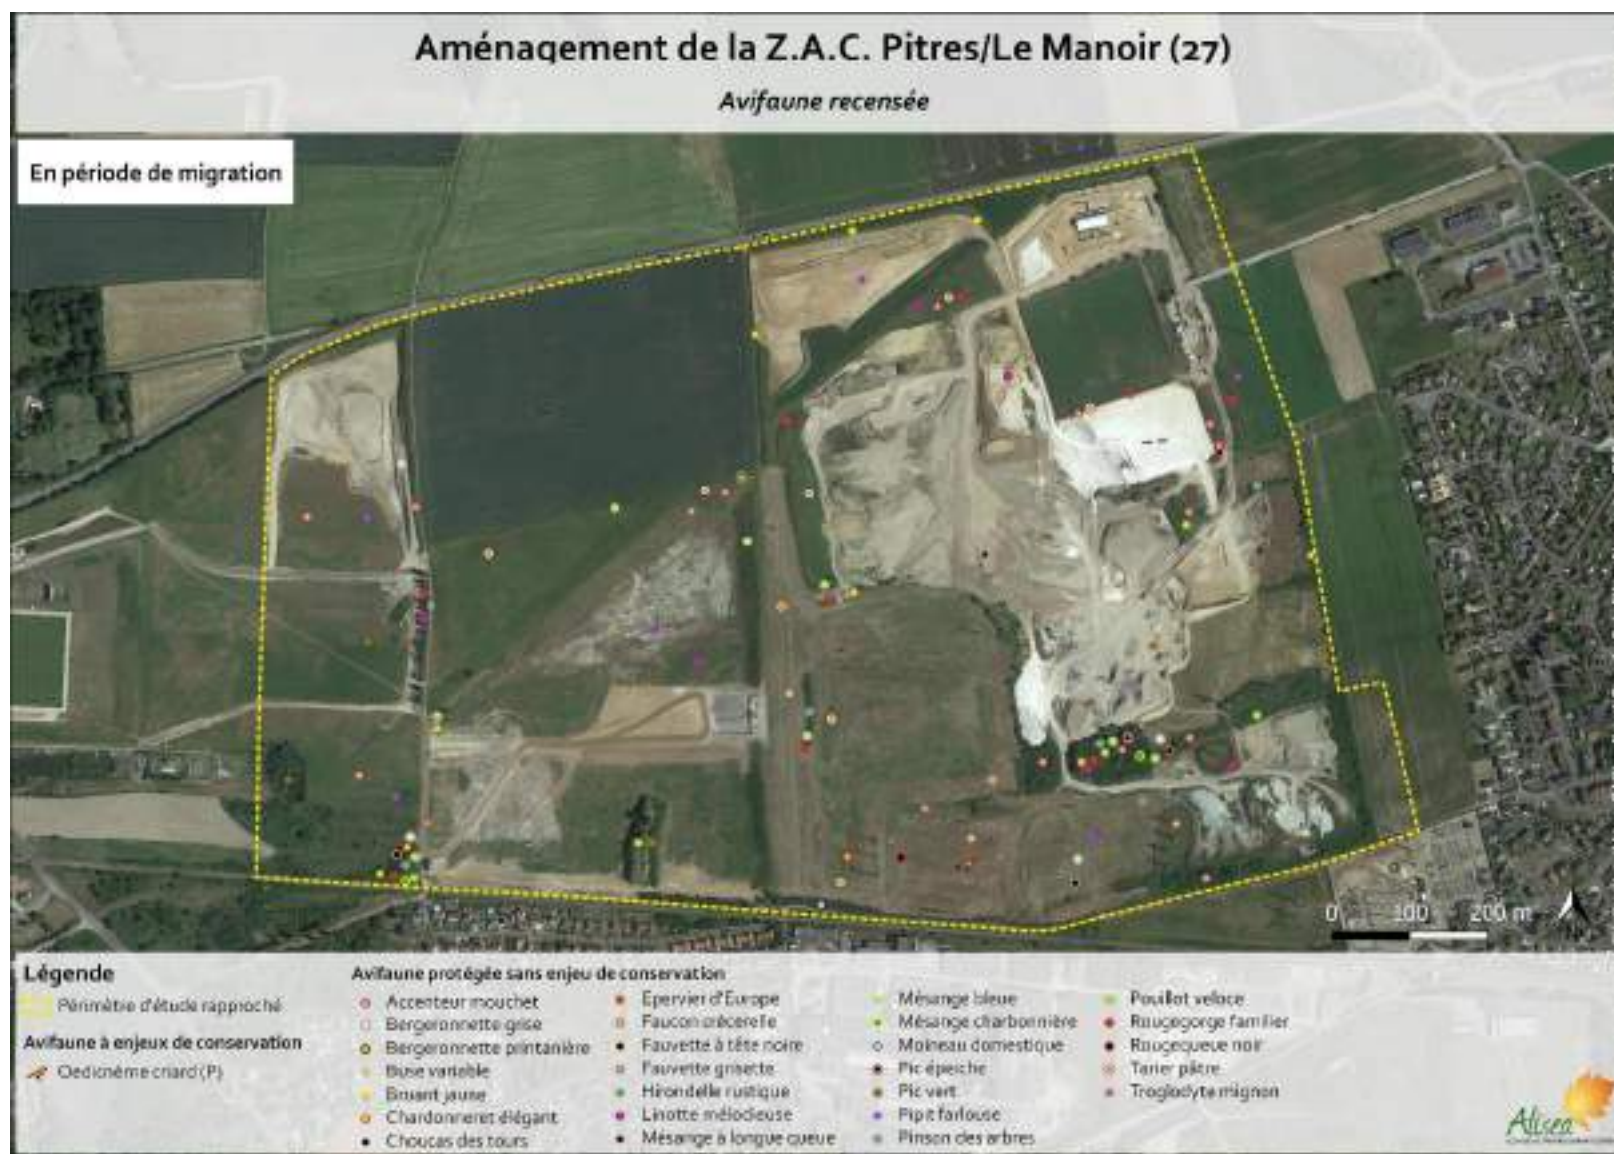 Aménagement de la Z.A.C. Pitres/Le Manoir (27)
Avifaune recensée
En période de migration
0 100 200 m
Légende
Périmètre d'étude rapproché
Avifaune à enjeux de conservation
Oedicnème criard (P)
Avifaune protégée sans enjeu de conservation
Accenteur mouchet
Bergeronnette grise
Bergeronnette printanière
Buse variable
Bruant jaune
Chardonneret élégant
Choucas des tours
Epervier d'Europe
Faucon crécerelle
Fauvette à tête noire
Fauvette grisette
Hirondelle rustique
Linotte mélodieuse
Mésange à longue queue
Mésange bleue
Mésange charbonnière
Moineau domestique
Pic épeiche
Pic vert
Pipit farlouse
Pinson des arbres
Pouillot veloce
Rougegorge familier
Rougequeue noir
Tarier pâtre
Troglodyte mignon
Alisea